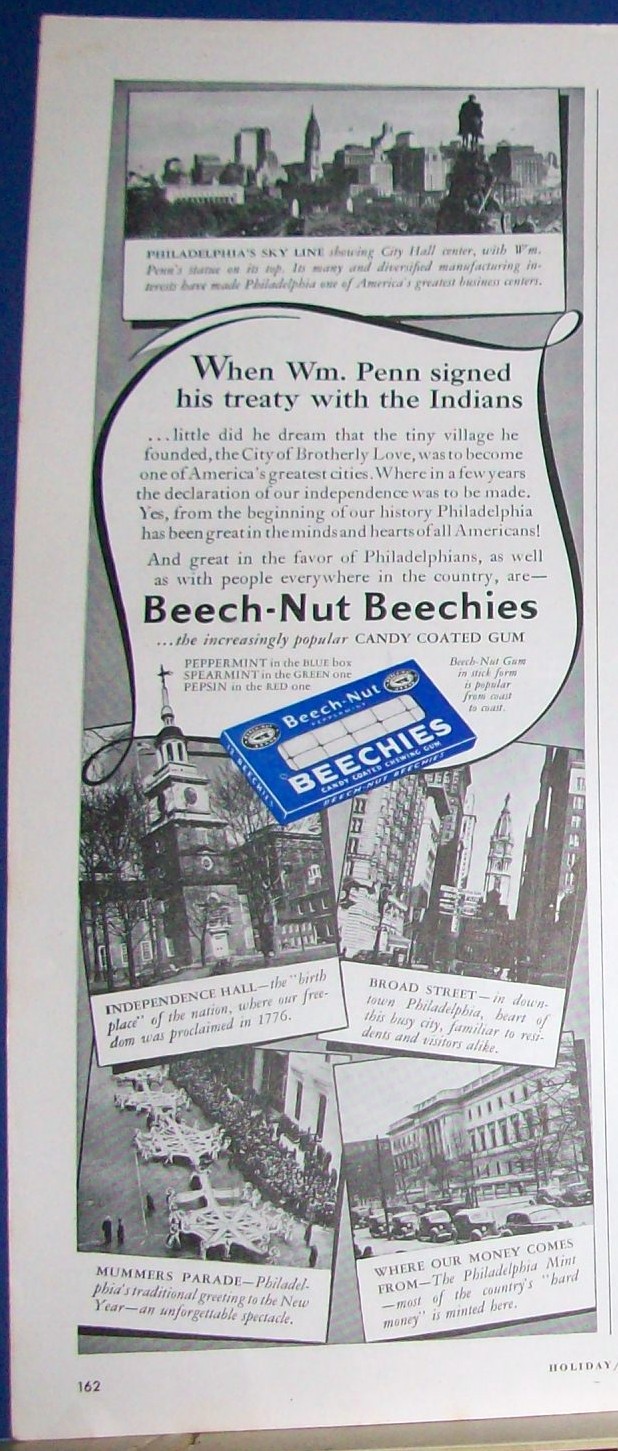 PHILADELPHIA'S SKY LINE showing City Hall center, with Wm.
Penn's statue on its top. Its many and diversified manufacturing in-
terests have made Philadelphia one of America's greatest business centers.
When Wm. Penn signed
his treaty with the Indians
...little did he dream that the tiny village he
founded, the City of Brotherly Love, was to become
one of America's greatest cities. Where in a few years
the declaration of our independence was to be made.
Yes, from the beginning of our history Philadelphia
has been great in the minds and hearts of all Americans!
And great in the favor of Philadelphians, as well
as with people everywhere in the country, are—
Beech-Nut Beechies
...the increasingly popular CANDY COATED GUM
PEPPERMINT in the BLUE box
SPEARMINT in the GREEN one
PEPSIN in the RED one
Beech-Nut Gum
in stick form
is popular
from coast
to coast.
Beech-Nut
PEPPERMINT
BEECHIES
CANDY COATED CHEWING GUM
BEECH-NUT BEECHIES
12 BEECHIES
INDEPENDENCE HALL—the "birth
place" of the nation, where our free-
dom was proclaimed in 1776.
BROAD STREET—in down-
town Philadelphia, heart of
this busy city, familiar to resi-
dents and visitors alike.
MUMMERS PARADE—Philadel-
phia's traditional greeting to the New
Year—an unforgettable spectacle.
WHERE OUR MONEY COMES
FROM—The Philadelphia Mint
—most of the country's "hard
money" is minted here.
HOLIDAY/
162